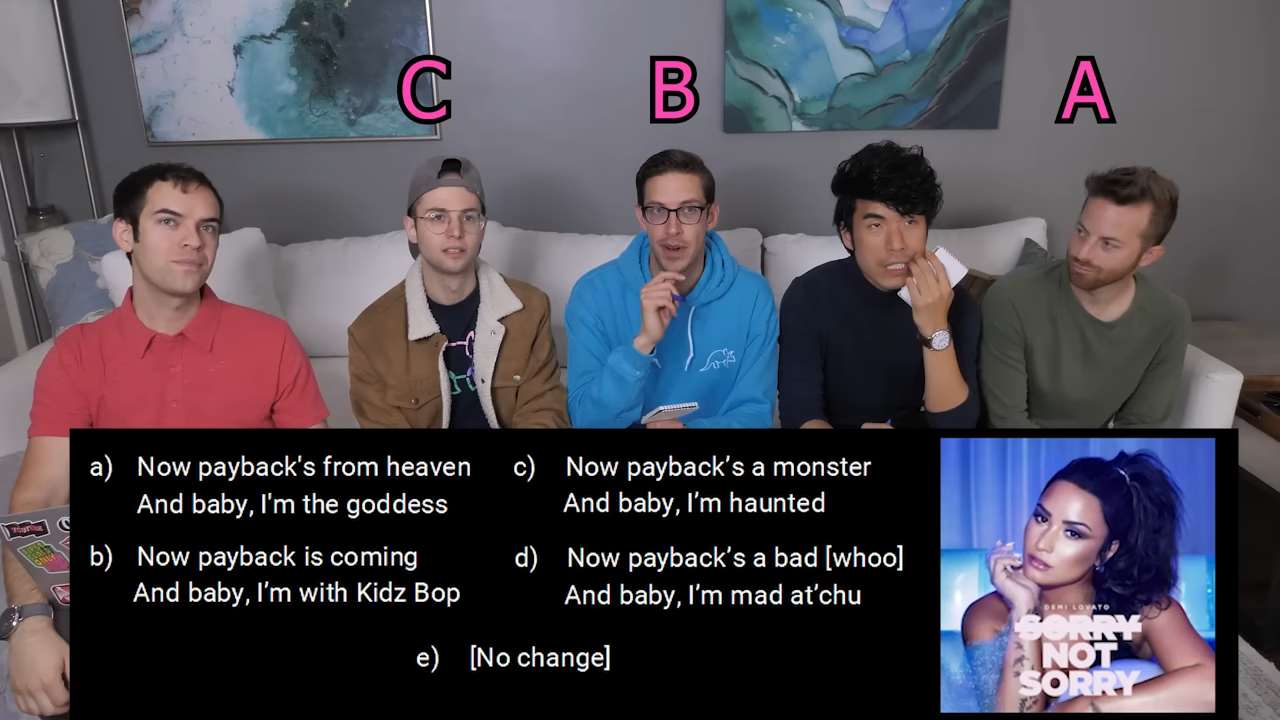 C
B
A
a) Now payback's from heaven
And baby, I'm the goddess
b) Now payback is coming
And baby, I’m with Kidz Bop
c) Now payback’s a monster
And baby, I’m haunted
d) Now payback’s a bad [whoo]
And baby, I’m mad at’chu
e) [No change]
DEMI LOVATO
SORRY
NOT
SORRY